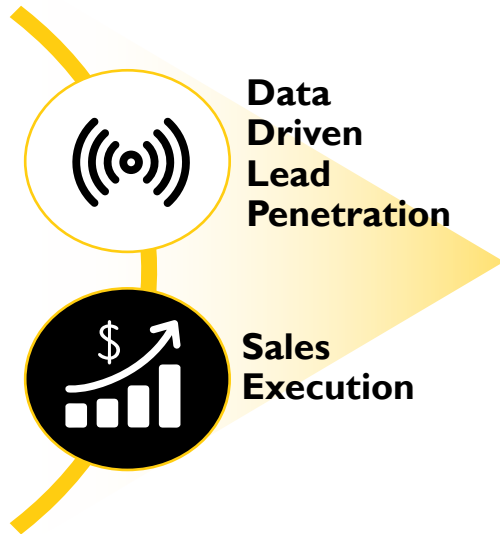 Data
Driven
Lead
Penetration
$
Sales
Execution